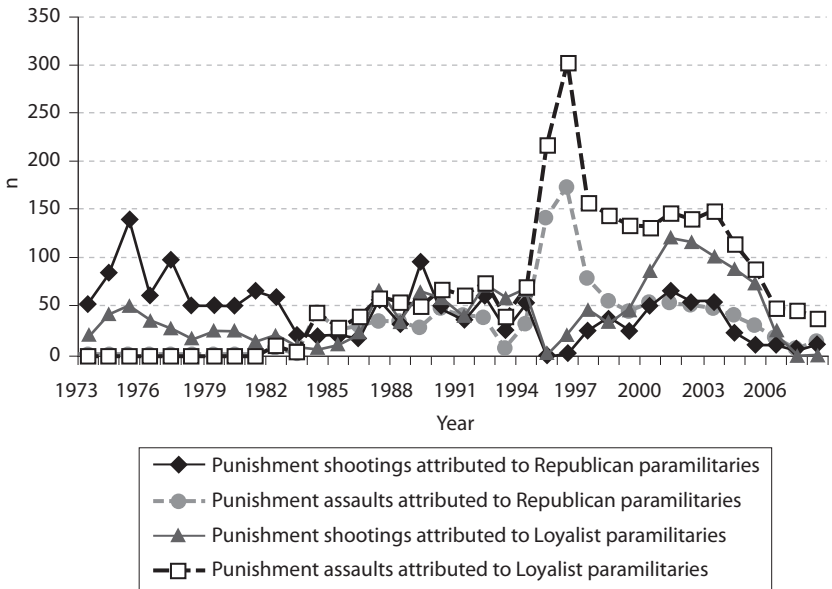 350
300
250
200
150
100
50
0
n
1973 1976 1979 1982 1985 1988 1991 1994 1997 2000 2003 2006
Year
Punishment shootings attributed to Republican paramilitaries
Punishment assaults attributed to Republican paramilitaries
Punishment shootings attributed to Loyalist paramilitaries
Punishment assaults attributed to Loyalist paramilitaries